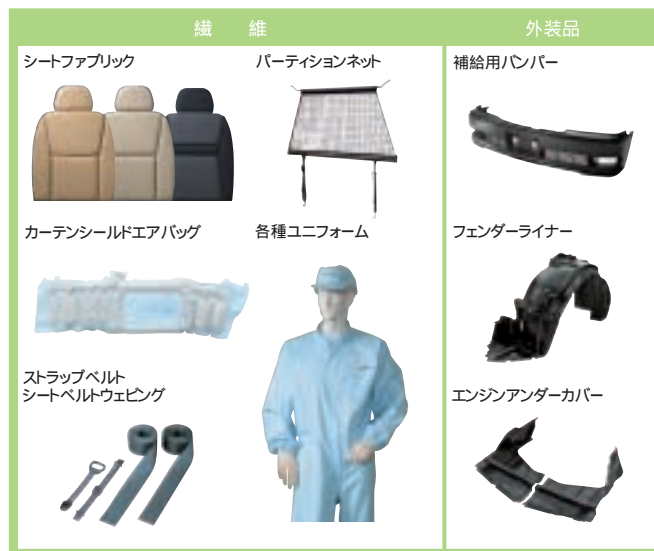 繊　維
外装品
シートファブリック
パーティションネット
補給用バンパー
カーテンシールドエアバッグ
各種ユニフォーム
フェンダーライナー
ストラップベルト
シートベルトウェビング
エンジンアンダーカバー